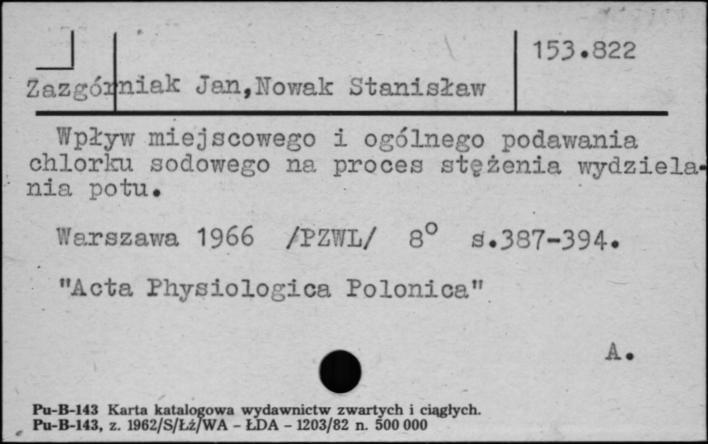 153.822
Zazgórniak Jan,Nowak Stanisław
Wpływ miejscowego i ogólnego podawania
chlorku sodowego na proces stężenia wydziela-
nia potu.
Warszawa 1966 /PZWL/ 8° s.387-394.
"Acta Physiologica Polonica"
A.
Pu-B-143 Karta katalogowa wydawnictw zwartych i ciągłych.
Pu-B-143, z. 1962/S/Łż/WA – ŁDA – 1203/82 n. 500 000